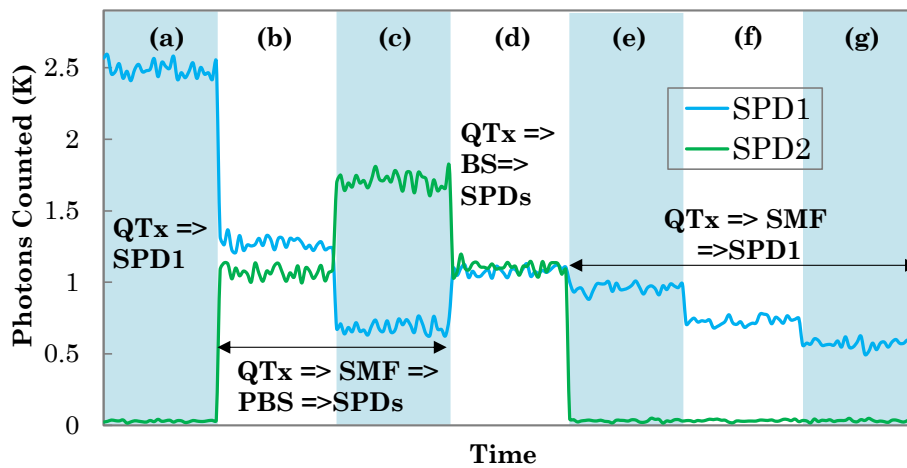 (a) (b) (c) (d) (e) (f) (g)
Photons Counted (K)
2.5
2
1.5
1
0.5
0
SPD1
SPD2
QTx =>
BS=>
SPDs
QTx =>
SPD1
QTx => SMF
=>SPD1
QTx => SMF =>
PBS =>SPDs
Time